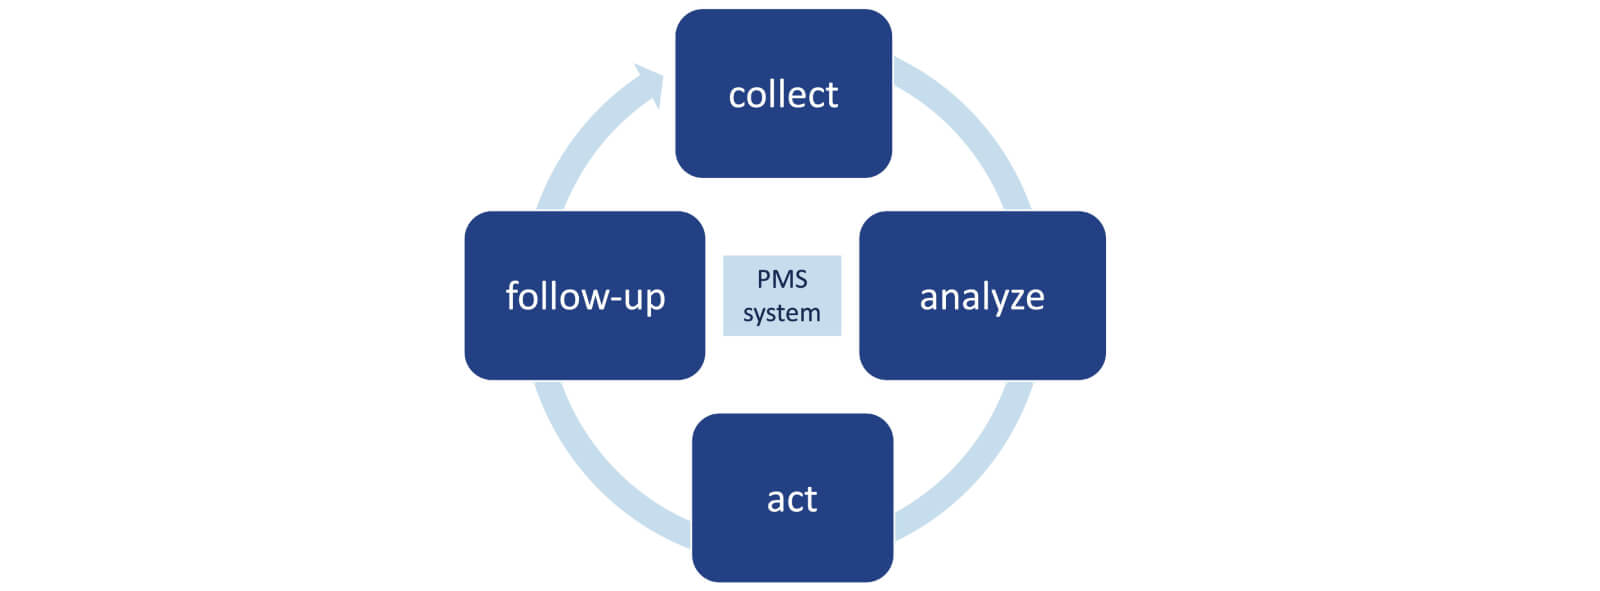 collect
follow-up
PMS
system
analyze
act